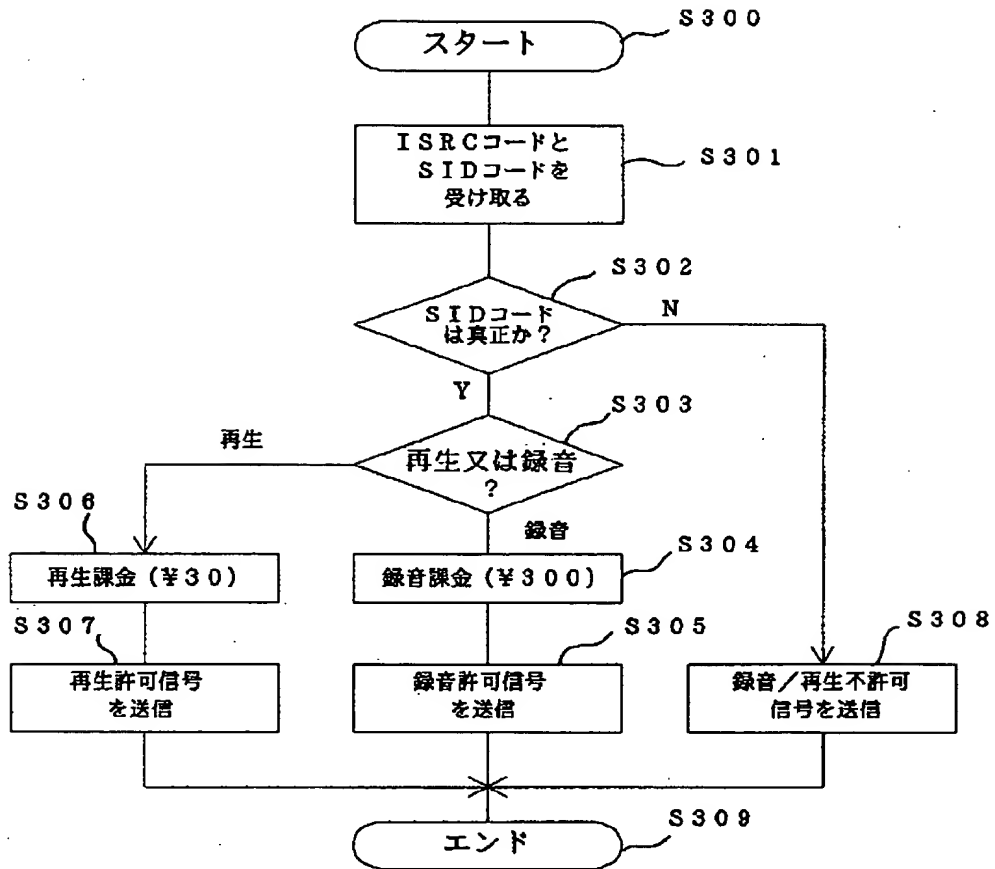 スタート
Ｓ３００
ＩＳＲＣコードと
ＳＩＤコードを
受け取る
Ｓ３０１
Ｓ３０２
ＳＩＤコード
は真正か？
Ｎ
Ｙ
Ｓ３０３
再生
再生又は録音
？
録音
Ｓ３０６
再生課金（￥３０）
Ｓ３０４
録音課金（￥３００）
Ｓ３０７
再生許可信号
を送信
Ｓ３０５
録音許可信号
を送信
Ｓ３０８
録音／再生不許可
信号を送信
エンド
Ｓ３０９